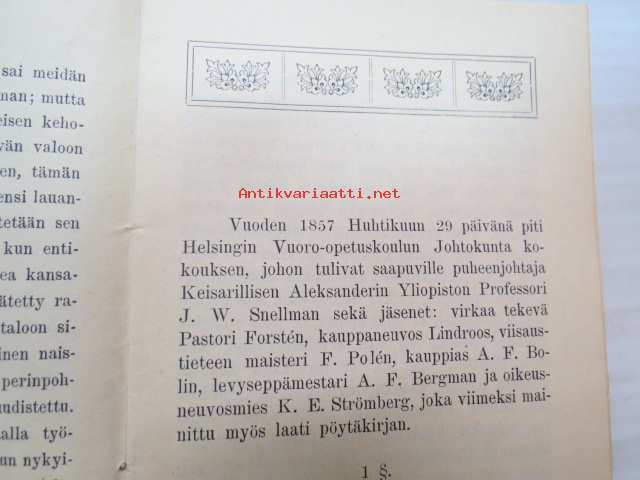 sai meidän
man; mutta
eisen keho-
vän valoon
en, tämän
ensi lauan-
tetään sen
kun enti-
ea kansa-
ätetty ra-
taloon si-
inen nais-
perinpoh-
udistettu.
alla työ-
un nykyi-
Antikvariaatti.net
Vuoden 1857 Huhtikuun 29 päivänä piti
Helsingin Vuoro-opetuskoulun Johtokunta ko-
kouksen, johon tulivat saapuville puheenjohtaja
Keisarillisen Aleksanderin Yliopiston Professori
J. W. Snellman sekä jäsenet: virkaa tekevä
Pastori Forstén, kauppaneuvos Lindroos, viisaus-
tieteen maisteri F. Polén, kauppias A. F. Bo-
lin, levyseppämestari A. F. Bergman ja oikeus-
neuvosmies K. E. Strömberg, joka viimeksi mai-
nittu myös laati pöytäkirjan.
1 §.